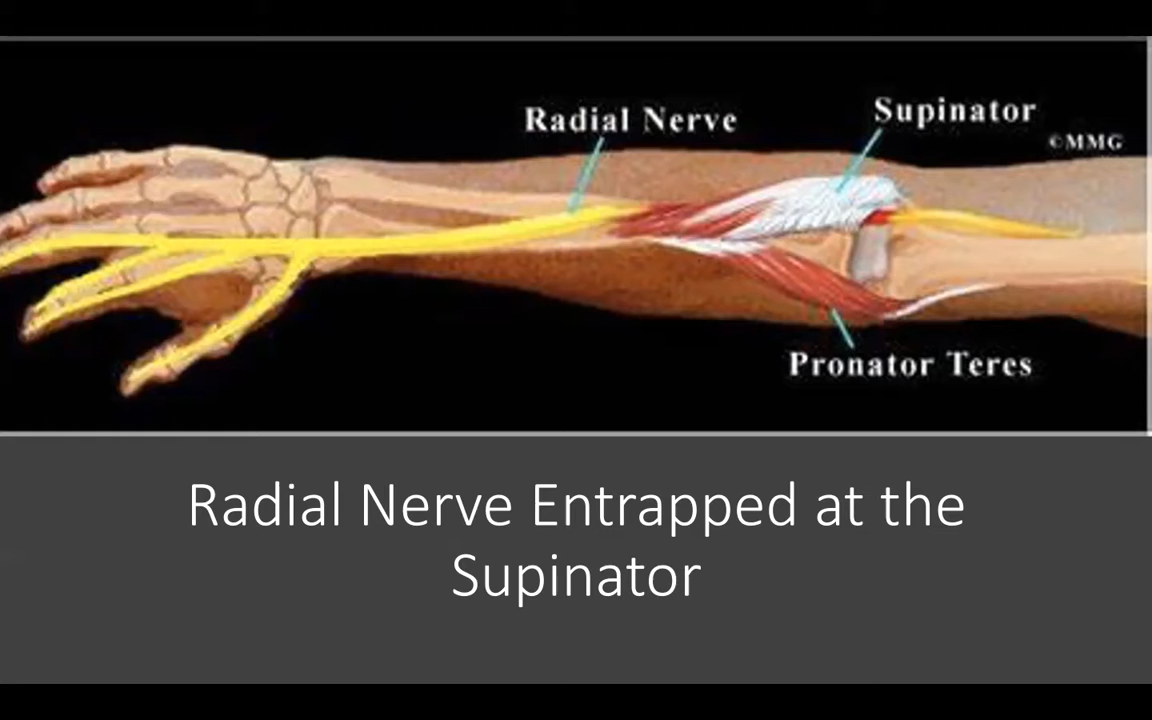 Radial Nerve
Supinator
©MMG
Pronator Teres
Radial Nerve Entrapped at the
Supinator